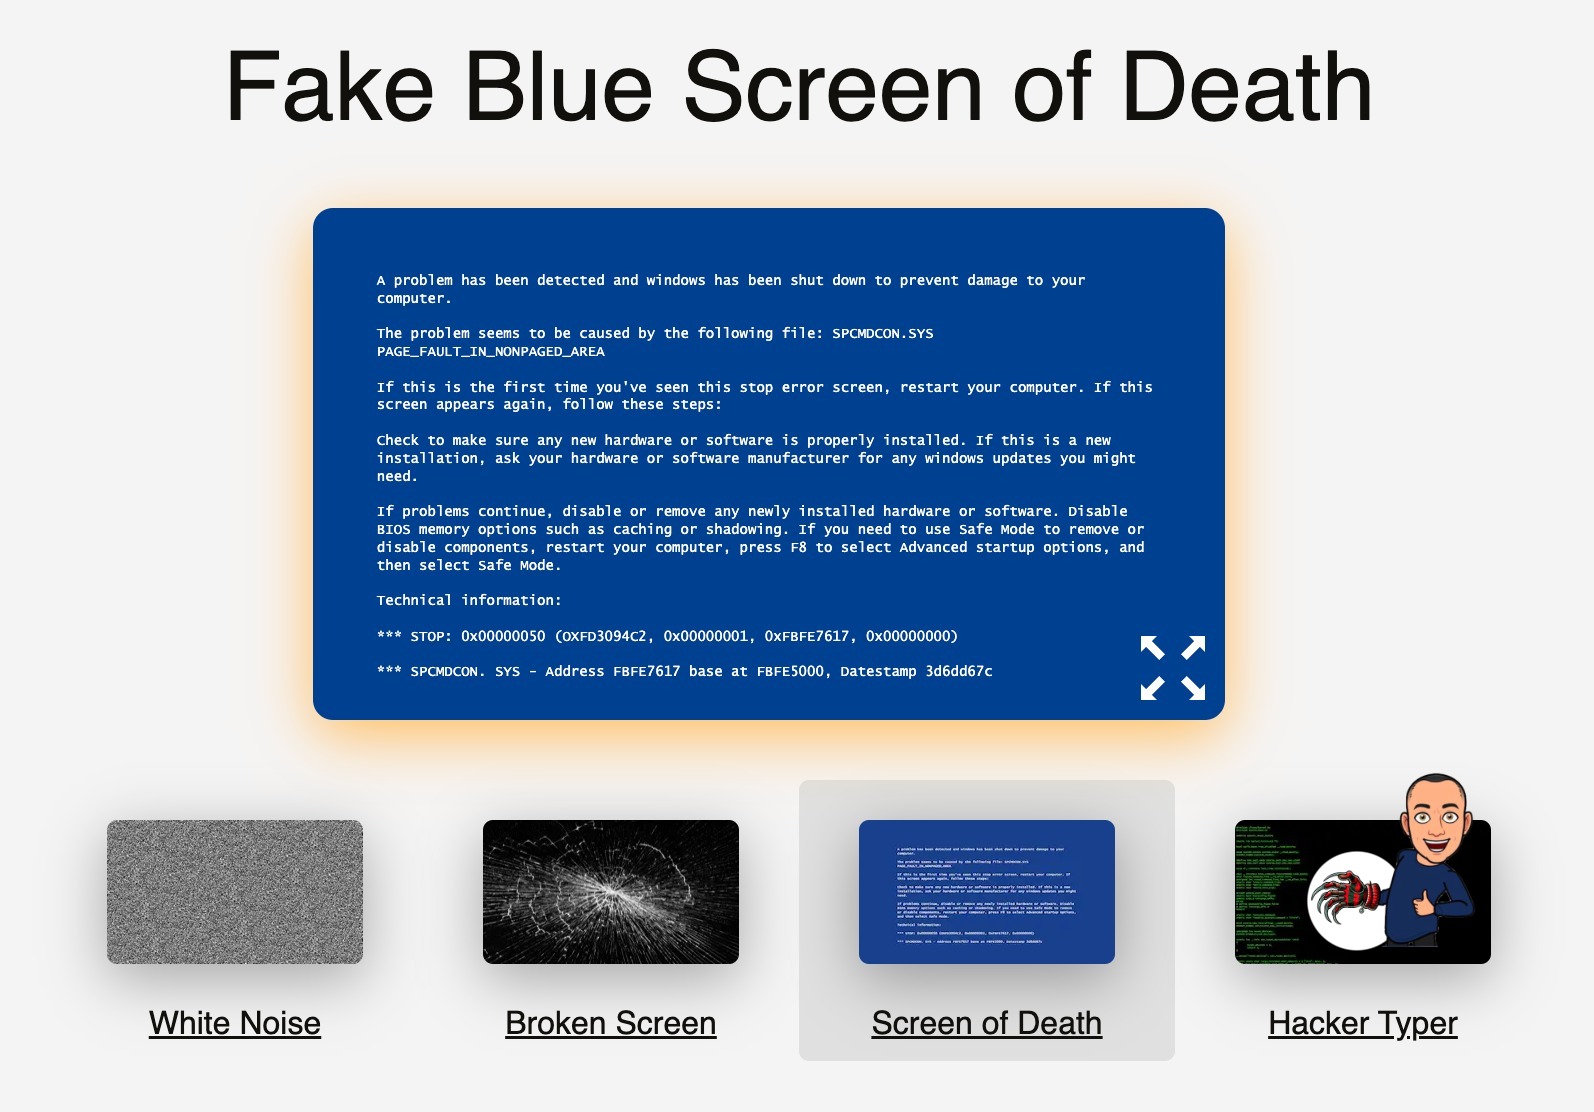 Fake Blue Screen of Death
A problem has been detected and windows has been shut down to prevent damage to your
computer.
The problem seems to be caused by the following file: SPCMDCON.SYS
PAGE_FAULT_IN_NONPAGED_AREA
If this is the first time you've seen this stop error screen, restart your computer. If this
screen appears again, follow these steps:
Check to make sure any new hardware or software is properly installed. If this is a new
installation, ask your hardware or software manufacturer for any windows updates you might
need.
If problems continue, disable or remove any newly installed hardware or software. Disable
BIOS memory options such as caching or shadowing. If you need to use Safe Mode to remove or
disable components, restart your computer, press F8 to select Advanced startup options, and
then select Safe Mode.
Technical information:
*** STOP: 0x00000050 (0XFD3094C2, 0x00000001, 0xFBFE7617, 0x00000000)
*** SPCMDCON. SYS - Address FBFE7617 base at FBFE5000, Datestamp 3d6dd67c
White Noise
Broken Screen
Screen of Death
Hacker Typer